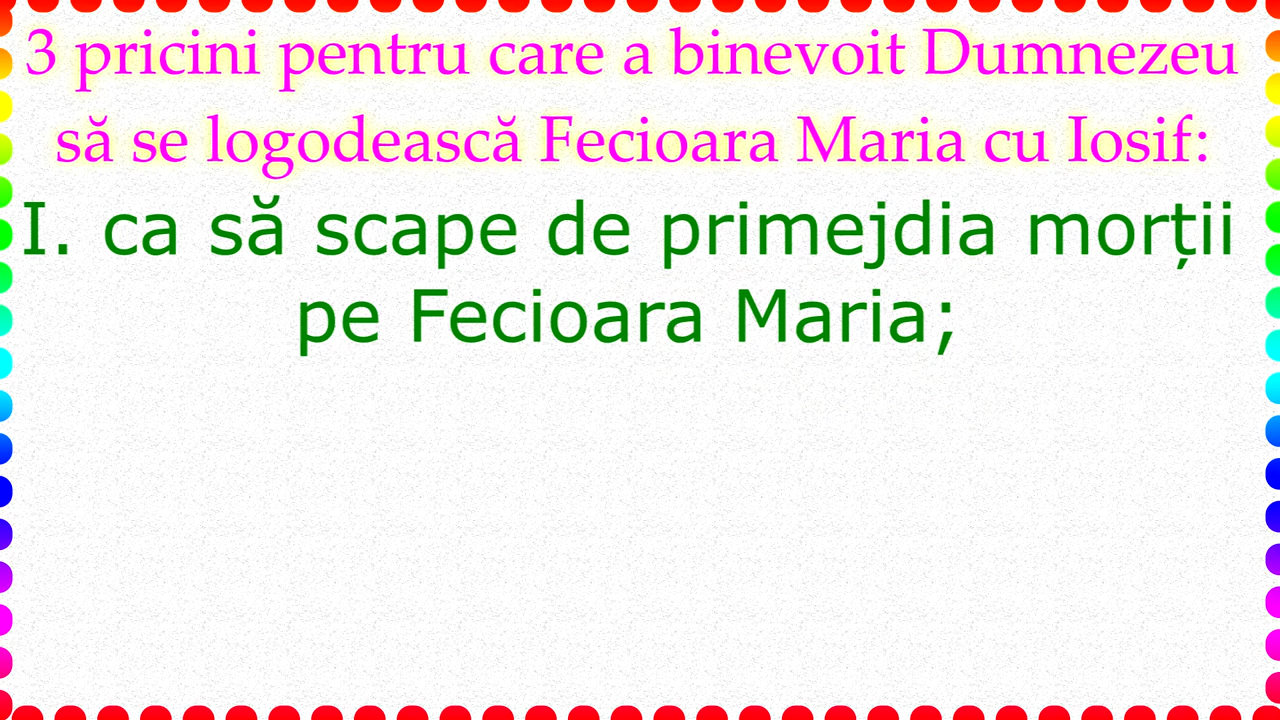 3 pricini pentru care a binevoit Dumnezeu
să se logodească Fecioara Maria cu Iosif:
I. ca să scape de primejdia morții
pe Fecioara Maria;